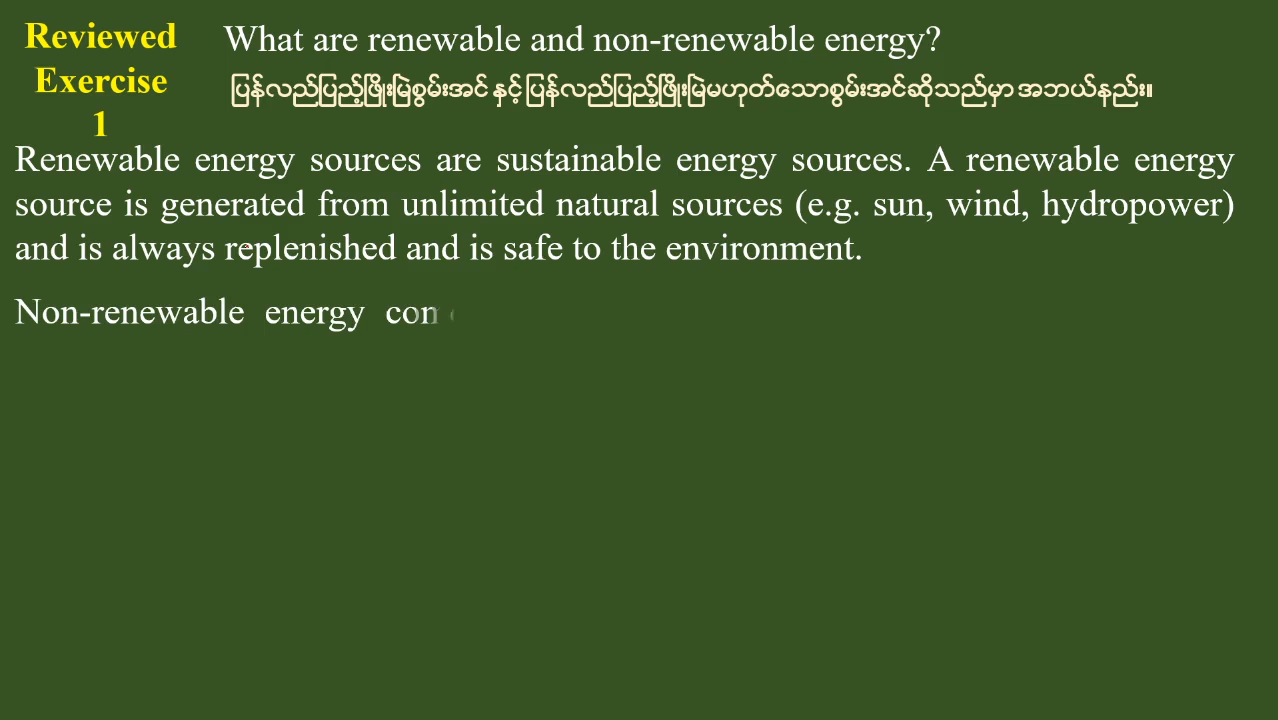 Reviewed
Exercise
1
What are renewable and non-renewable energy?
ပြန်လည်ပြည့်ဖြိုးမြဲစွမ်းအင် နှင့် ပြန်လည်ပြည့်ဖြိုးမြဲမဟုတ်သောစွမ်းအင်ဆိုသည်မှာ အဘယ်နည်း။
Renewable energy sources are sustainable energy sources. A renewable energy
source is generated from unlimited natural sources (e.g. sun, wind, hydropower)
and is always replenished and is safe to the environment.
Non-renewable energy